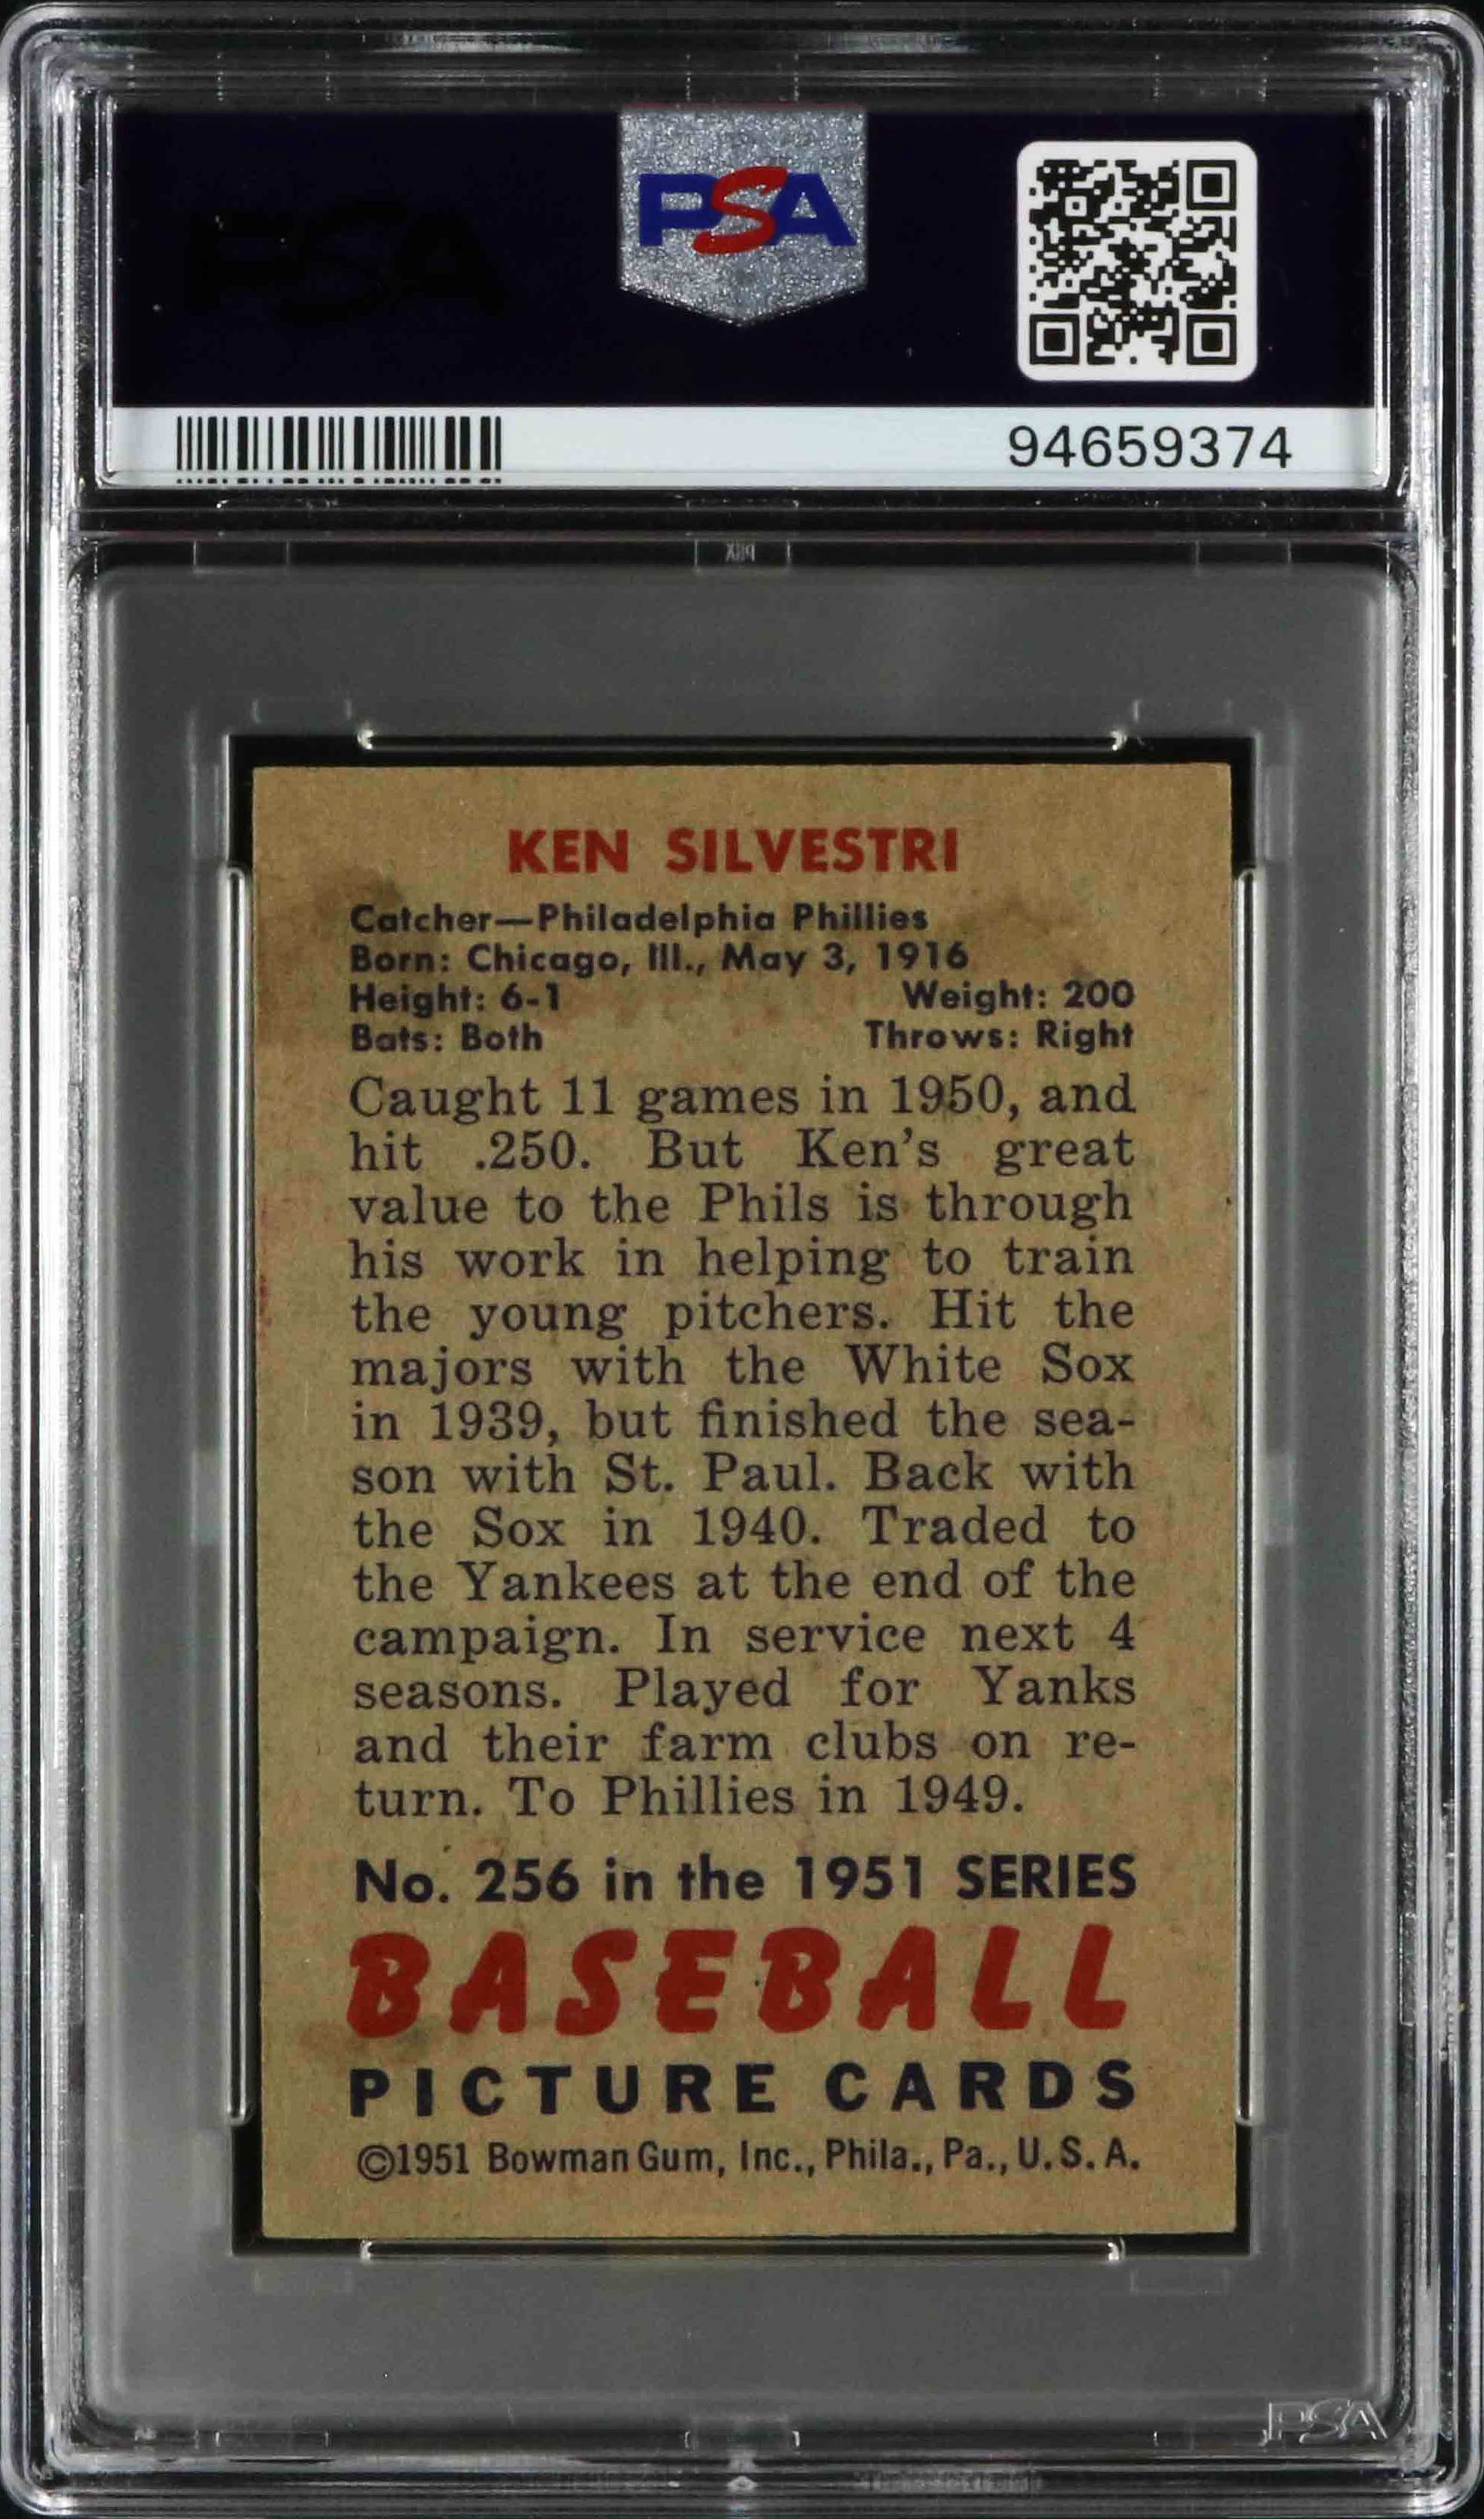 PSA
PSA
94659374
KEN SILVESTRI
Catcher—Philadelphia Phillies
Born: Chicago, Ill., May 3, 1916
Height: 6-1 Weight: 200
Bats: Both Throws: Right
Caught 11 games in 1950, and
hit .250. But Ken's great
value to the Phils is through
his work in helping to train
the young pitchers. Hit the
majors with the White Sox
in 1939, but finished the sea-
son with St. Paul. Back with
the Sox in 1940. Traded to
the Yankees at the end of the
campaign. In service next 4
seasons. Played for Yanks
and their farm clubs on re-
turn. To Phillies in 1949.
No. 256 in the 1951 SERIES
BASEBALL
PICTURE CARDS
©1951 Bowman Gum, Inc., Phila., Pa., U. S. A.
PSA